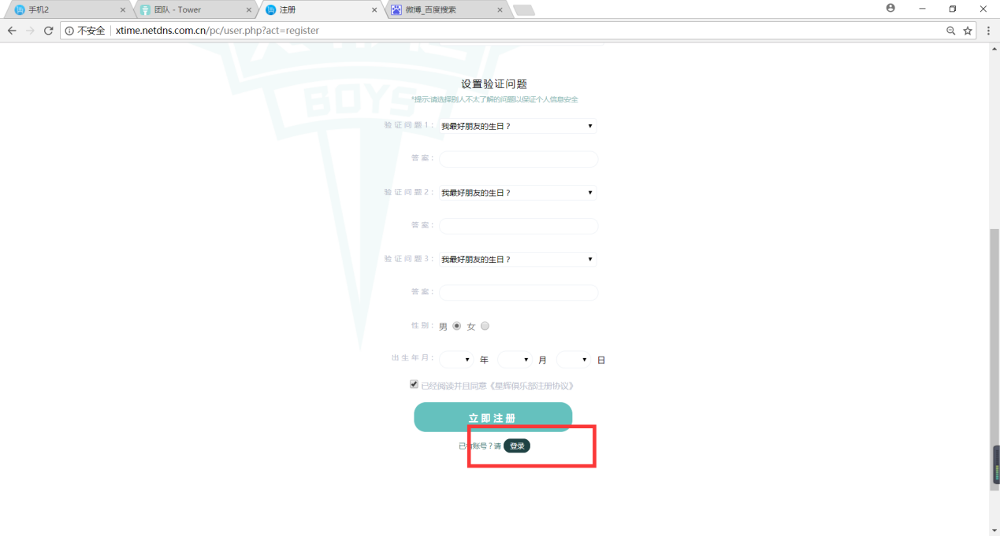 手机2
团队 - Tower
注册
微博_百度搜索
不安全 xtime.netdns.com.cn/pc/user.php?act=register
BOYS
设置验证问题
*提示:请选择别人不太了解的问题以保证个人信息安全
验证问题1： 我最好朋友的生日？
答案：
验证问题2： 我最好朋友的生日？
答案：
验证问题3： 我最好朋友的生日？
答案：
性别： 男 女
出生年月： 年 月 日
已经阅读并且同意《星辉俱乐部注册协议》
立即注册
已有账号？请 登录